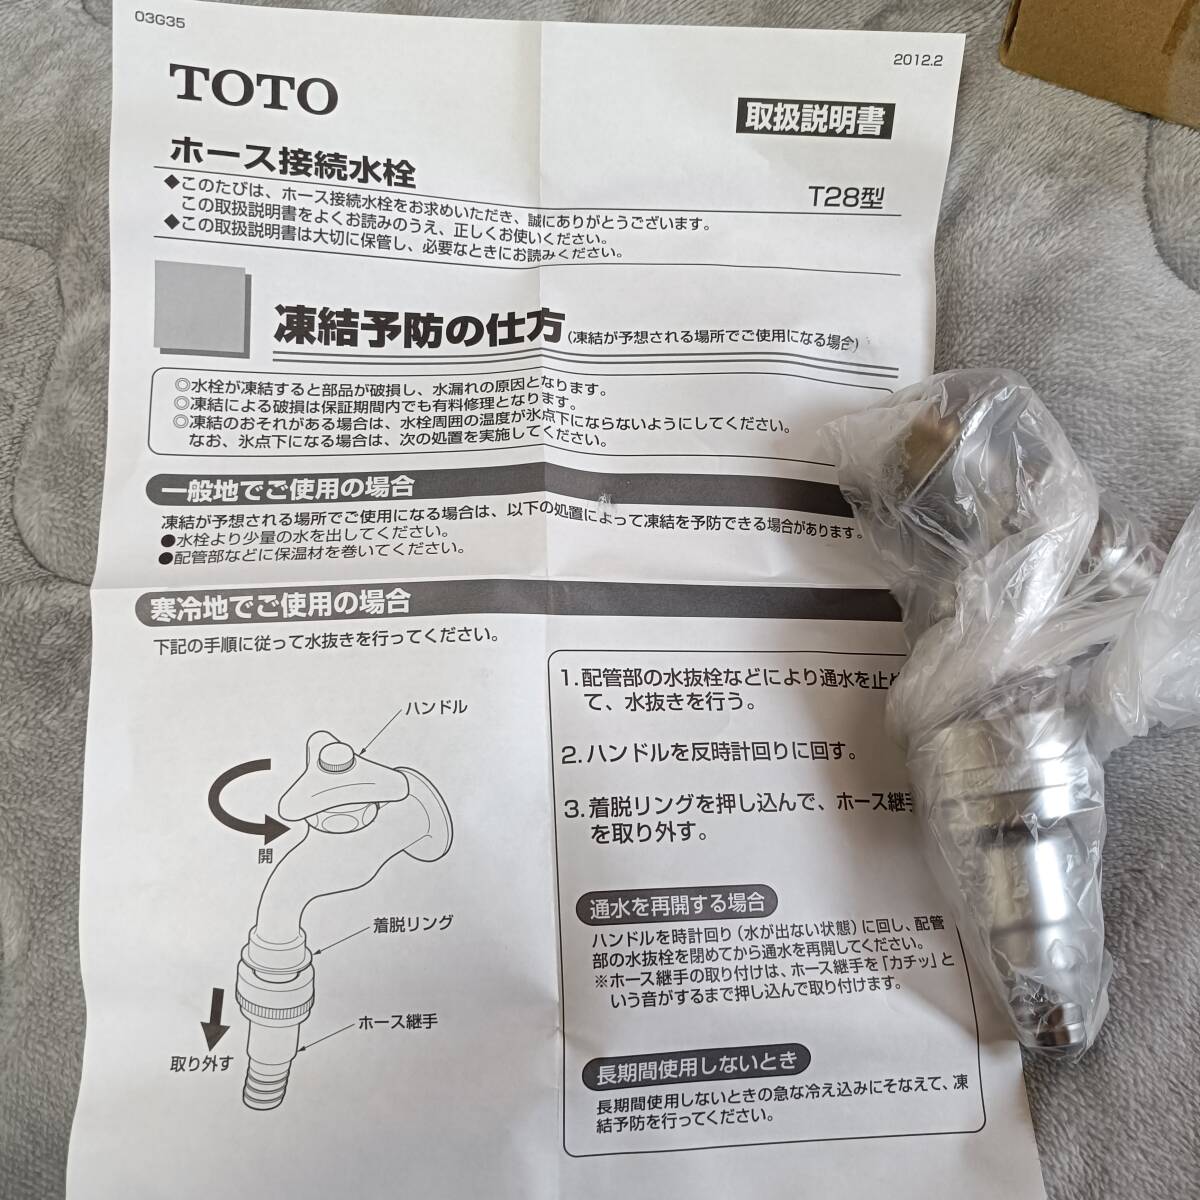 03G35
2012.2
TOTO
取扱説明書
ホース接続水栓
T28型
◆このたびは、ホース接続水栓をお求めいただき、誠にありがとうございます。
この取扱説明書をよくお読みのうえ、正しくお使いください。
◆この取扱説明書は大切に保管し、必要なときにお読みください。
凍結予防の仕方(凍結が予想される場所でご使用になる場合)
◎水栓が凍結すると部品が破損し、水漏れの原因となります。
◎凍結による破損は保証期間内でも有料修理となります。
◎凍結のおそれがある場合は、水栓周囲の温度が氷点下にならないようにしてください。
なお、氷点下になる場合は、次の処置を実施してください。
一般地でご使用の場合
凍結が予想される場所でご使用になる場合は、以下の処置によって凍結を予防できる場合があります。
●水栓より少量の水を出してください。
●配管部などに保温材を巻いてください。
寒冷地でご使用の場合
下記の手順に従って水抜きを行ってください。
ハンドル
開
着脱リング
ホース継手
取り外す
1.配管部の水抜栓などにより通水を止め
て、水抜きを行う。
2.ハンドルを反時計回りに回す。
3.着脱リングを押し込んで、ホース継手
を取り外す。
通水を再開する場合
ハンドルを時計回り(水が出ない状態)に回し、配管
部の水抜栓を閉めてから通水を再開してください。
※ホース継手の取り付けは、ホース継手を「カチッ」と
いう音がするまで押し込んで取り付けます。
長期間使用しないとき
長期間使用しないときの急な冷え込みにそなえて、凍
結予防を行ってください。